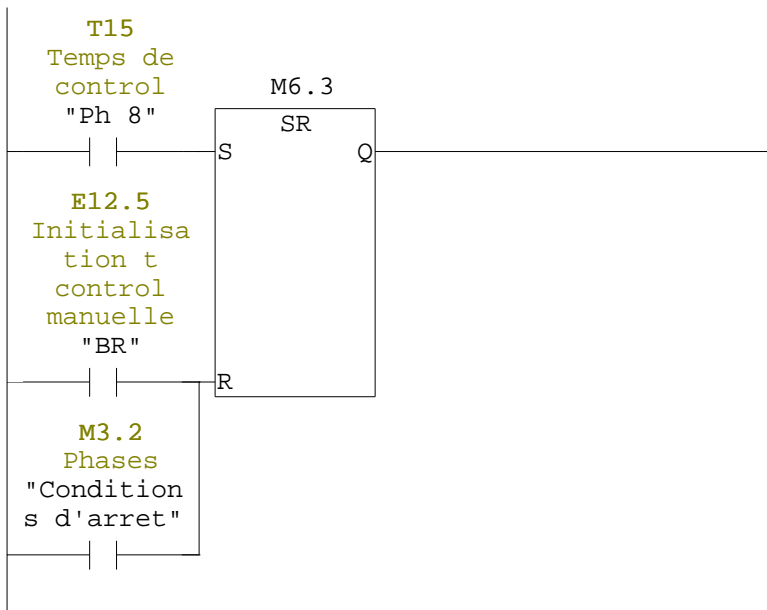 T15
Temps de
control
"Ph 8"
M6.3
SR
S
Q
E12.5
Initialisa
tion t
control
manuelle
"BR"
R
M3.2
Phases
"Condition
s d'arret"